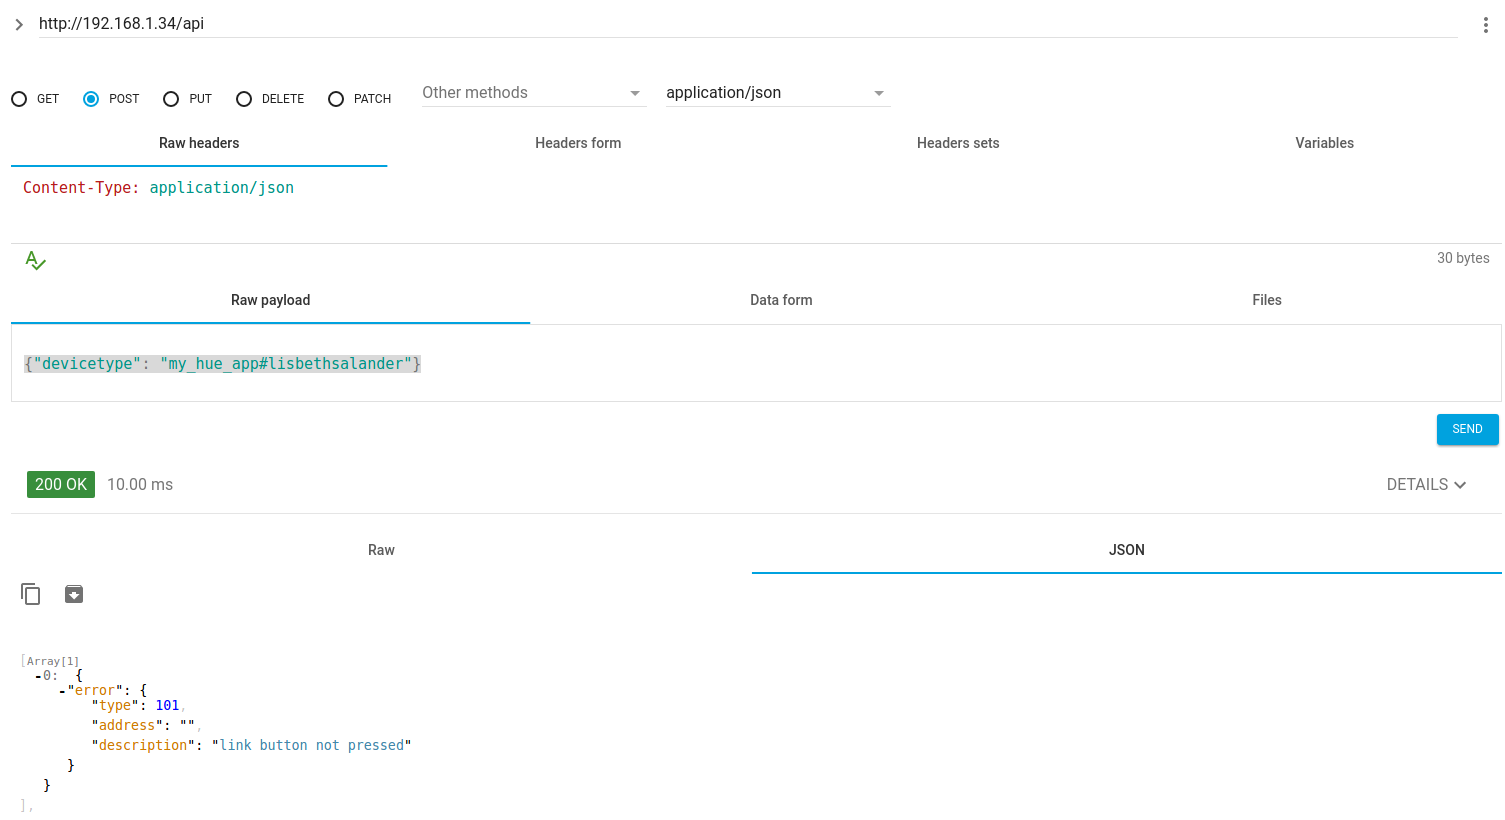 http://192.168.1.34/api
GET POST PUT DELETE PATCH Other methods application/json
Raw headers Headers form Headers sets Variables
Content-Type: application/json
30 bytes
Raw payload Data form Files
{"devicetype": "my_hue_app#lisbethsalander"}
SEND
200 OK 10.00 ms DETAILS
Raw JSON
[Array[1]
-0: {
-"error": {
"type": 101,
"address": "",
"description": "link button not pressed"
}
}
],